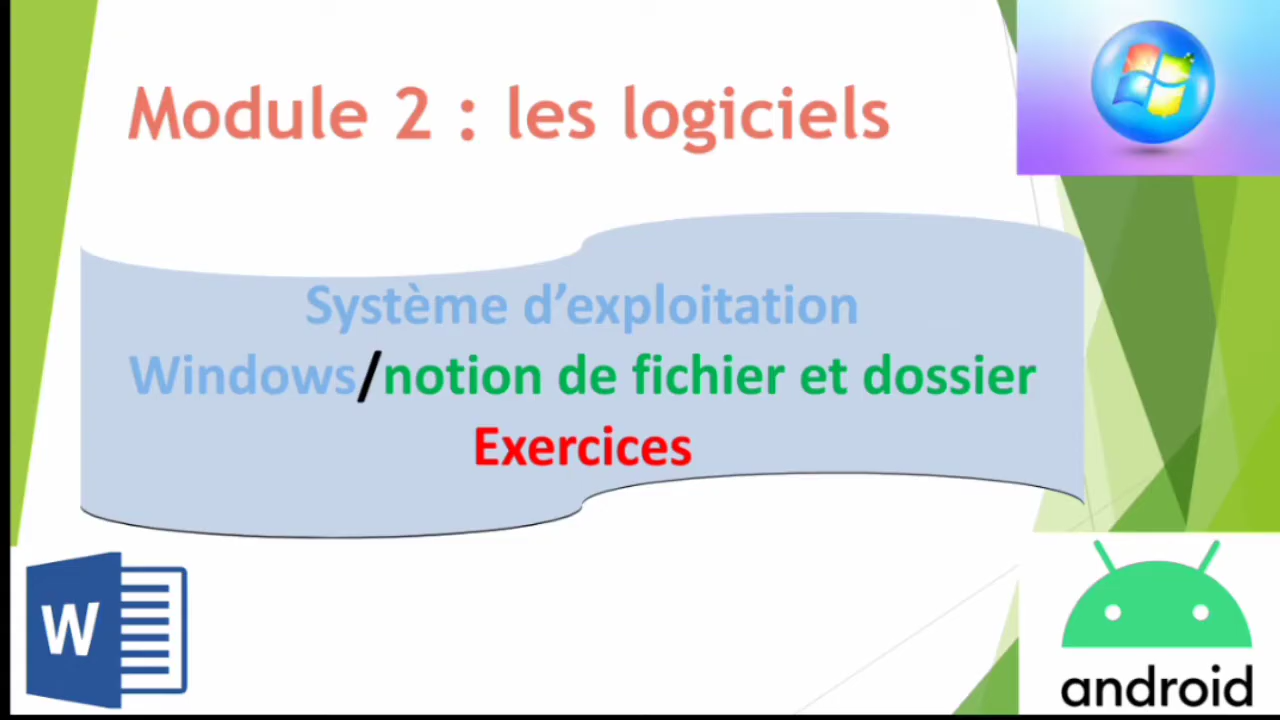 Module 2 : les logiciels
Système d’exploitation
Windows/notion de fichier et dossier
Exercices
W
android